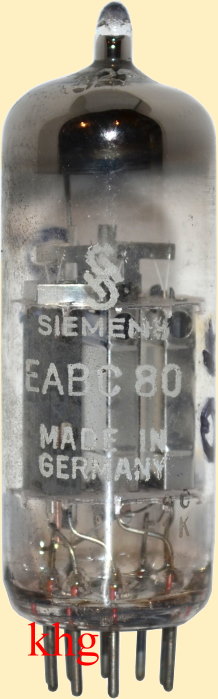 SIEMENS
EABC 80
MADE IN
GERMANY
K
khg